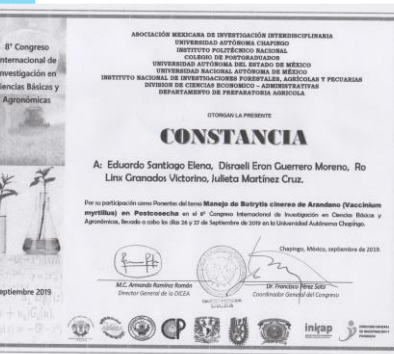 8° Congreso
Internacional de
Investigación en
Ciencias Básicas y
Agronómicas
eptiembre 2019
ASOCIACIÓN MEXICANA DE INVESTIGACIÓN INTERDISCIPLINARIA
UNIVERSIDAD AUTÓNOMA CHAPINGO
INSTITUTO POLITÉCNICO NACIONAL
COLEGIO DE POSTGRADUADOS
UNIVERSIDAD AUTÓNOMA DEL ESTADO DE MÉXICO
UNIVERSIDAD NACIONAL AUTÓNOMA DE MÉXICO
INSTITUTO NACIONAL DE INVESTIGACIONES FORESTALES, AGRÍCOLAS Y PECUARIAS
DIVISION DE CIENCIAS ECONOMICO - ADMINISTRATIVAS
DEPARTAMENTO DE PREPARATORIA AGRICOLA
OTORGAN LA PRESENTE
CONSTANCIA
A: Eduardo Santiago Elena, Disraeli Eron Guerrero Moreno, Ro
Linx Granados Victorino, Julieta Martínez Cruz.
Por su participación como Ponentes del tema Manejo de Botrytis cinerea de Arandano (Vaccinium
myrtillus) en Postcosecha en el 8° Congreso Internacional de Investigación en Ciencias Básicas y
Agronómicas, llevado a cabo los días 26 y 27 de Septiembre de 2019 en la Universidad Autónoma Chapingo.
Chapingo, México, septiembre de 2019.
M.C. Armando Ramírez Román
Director General de la DICEA
Dr. Francisco Pérez Soto
Coordinador General del Congreso
CP
inifap